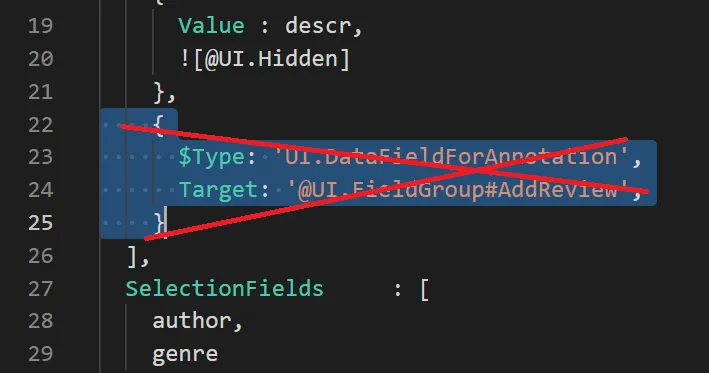 {
19 Value : descr,
20 ![@UI.Hidden]
21 },
22 {
23 $Type: 'UI.DataFieldForAnnotation',
24 Target: '@UI.FieldGroup#AddReview',
25 }
26 ],
27 SelectionFields : [
28 author,
29 genre